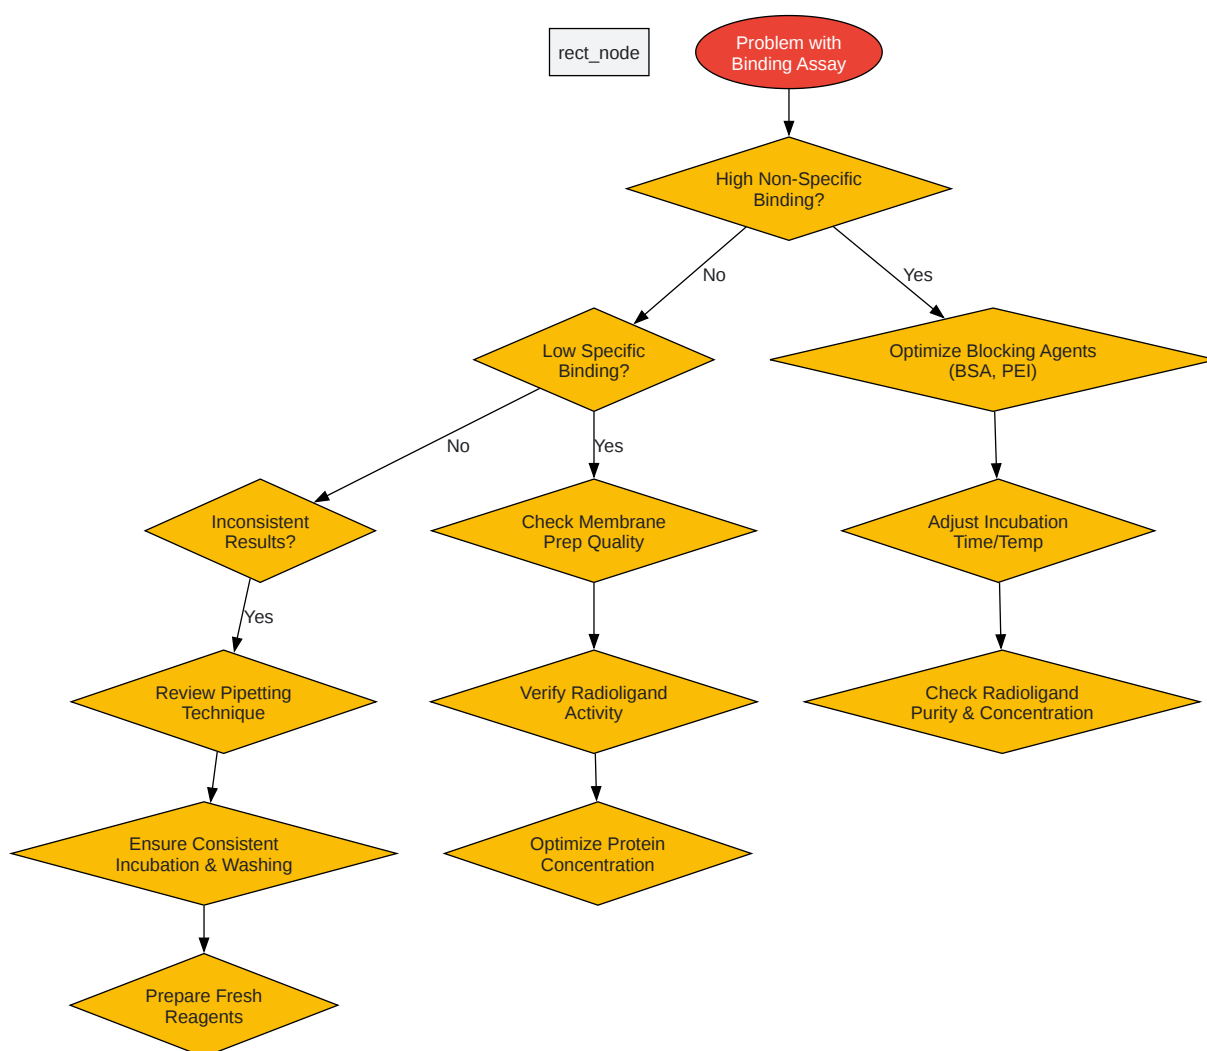 rect_node
Problem with
Binding Assay
High Non-Specific
Binding?
No
Yes
Low Specific
Binding?
Optimize Blocking Agents
(BSA, PEI)
No
Yes
Inconsistent
Results?
Check Membrane
Prep Quality
Adjust Incubation
Time/Temp
Yes
Review Pipetting
Technique
Verify Radioligand
Activity
Check Radioligand
Purity & Concentration
Ensure Consistent
Incubation & Washing
Optimize Protein
Concentration
Prepare Fresh
Reagents